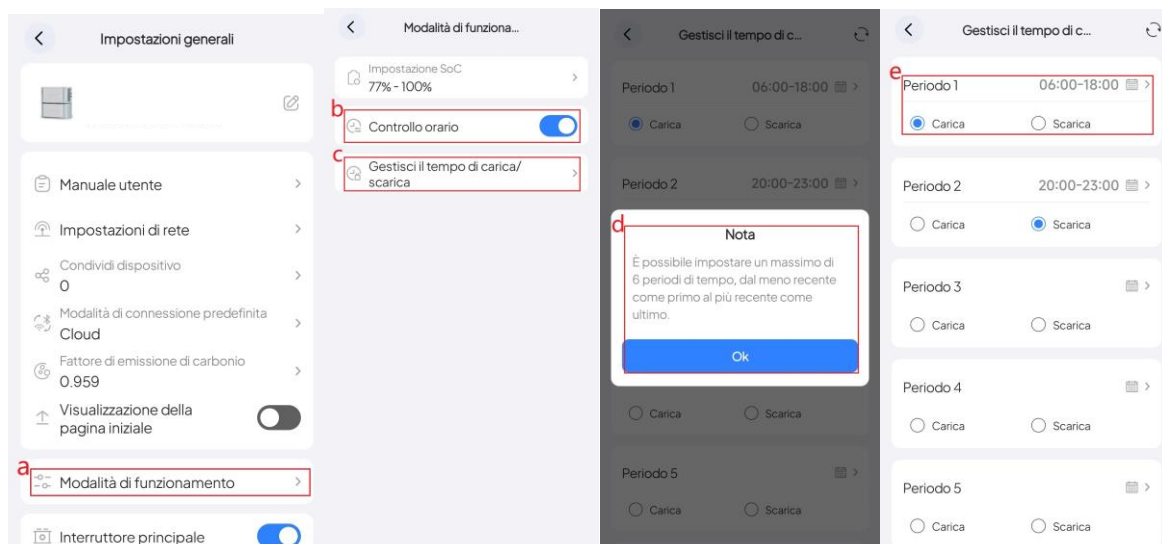 Impostazioni generali
Manuale utente
Impostazioni di rete
Condividi dispositivo
0
Modalità di connessione predefinita
Cloud
Fattore di emissione di carbonio
0.959
Visualizzazione della
pagina iniziale
a
Modalità di funzionamento
Interruttore principale
Modalità di funziona...
Impostazione SoC
77% - 100%
b
Controllo orario
c
Gestisci il tempo di carica/
scarica
Gestisci il tempo di c...
Periodo 1 06:00-18:00
Carica Scarica
Periodo 2 20:00-23:00
d
Nota
È possibile impostare un massimo di
6 periodi di tempo, dal meno recente
come primo al più recente come
ultimo.
Ok
Carica Scarica
Periodo 5
Carica Scarica
Gestisci il tempo di c...
e
Periodo 1 06:00-18:00
Carica Scarica
Periodo 2 20:00-23:00
Carica Scarica
Periodo 3
Carica Scarica
Periodo 4
Carica Scarica
Periodo 5
Carica Scarica